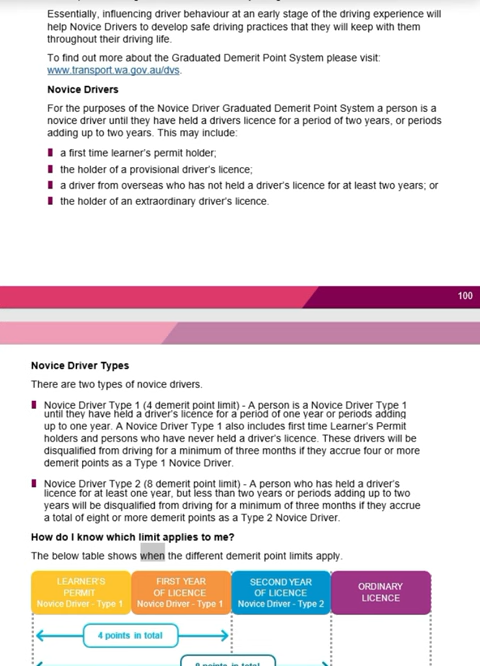 Essentially, influencing driver behaviour at an early stage of the driving experience will
help Novice Drivers to develop safe driving practices that they will keep with them
throughout their driving life.
To find out more about the Graduated Demerit Point System please visit:
www.transport.wa.gov.au/dvs.
Novice Drivers
For the purposes of the Novice Driver Graduated Demerit Point System a person is a
novice driver until they have held a drivers licence for a period of two years, or periods
adding up to two years. This may include:
a first time learner's permit holder;
the holder of a provisional driver's licence;
a driver from overseas who has not held a driver's licence for at least two years; or
the holder of an extraordinary driver's licence.
100
Novice Driver Types
There are two types of novice drivers.
Novice Driver Type 1 (4 demerit point limit) - A person is a Novice Driver Type 1
until they have held a driver's licence for a period of one year or periods adding
up to one year. A Novice Driver Type 1 also includes first time Learner's Permit
holders and persons who have never held a driver's licence. These drivers will be
disqualified from driving for a minimum of three months if they accrue four or more
demerit points as a Type 1 Novice Driver.
Novice Driver Type 2 (8 demerit point limit) - A person who has held a driver's
licence for at least one year, but less than two years or periods adding up to two
years will be disqualified from driving for a minimum of three months if they accrue
a total of eight or more demerit points as a Type 2 Novice Driver.
How do I know which limit applies to me?
The below table shows when the different demerit point limits apply.
LEARNER'S
PERMIT
Novice Driver - Type 1
FIRST YEAR
OF LICENCE
Novice Driver - Type 1
SECOND YEAR
OF LICENCE
Novice Driver - Type 2
ORDINARY
LICENCE
4 points in total
8 points in total